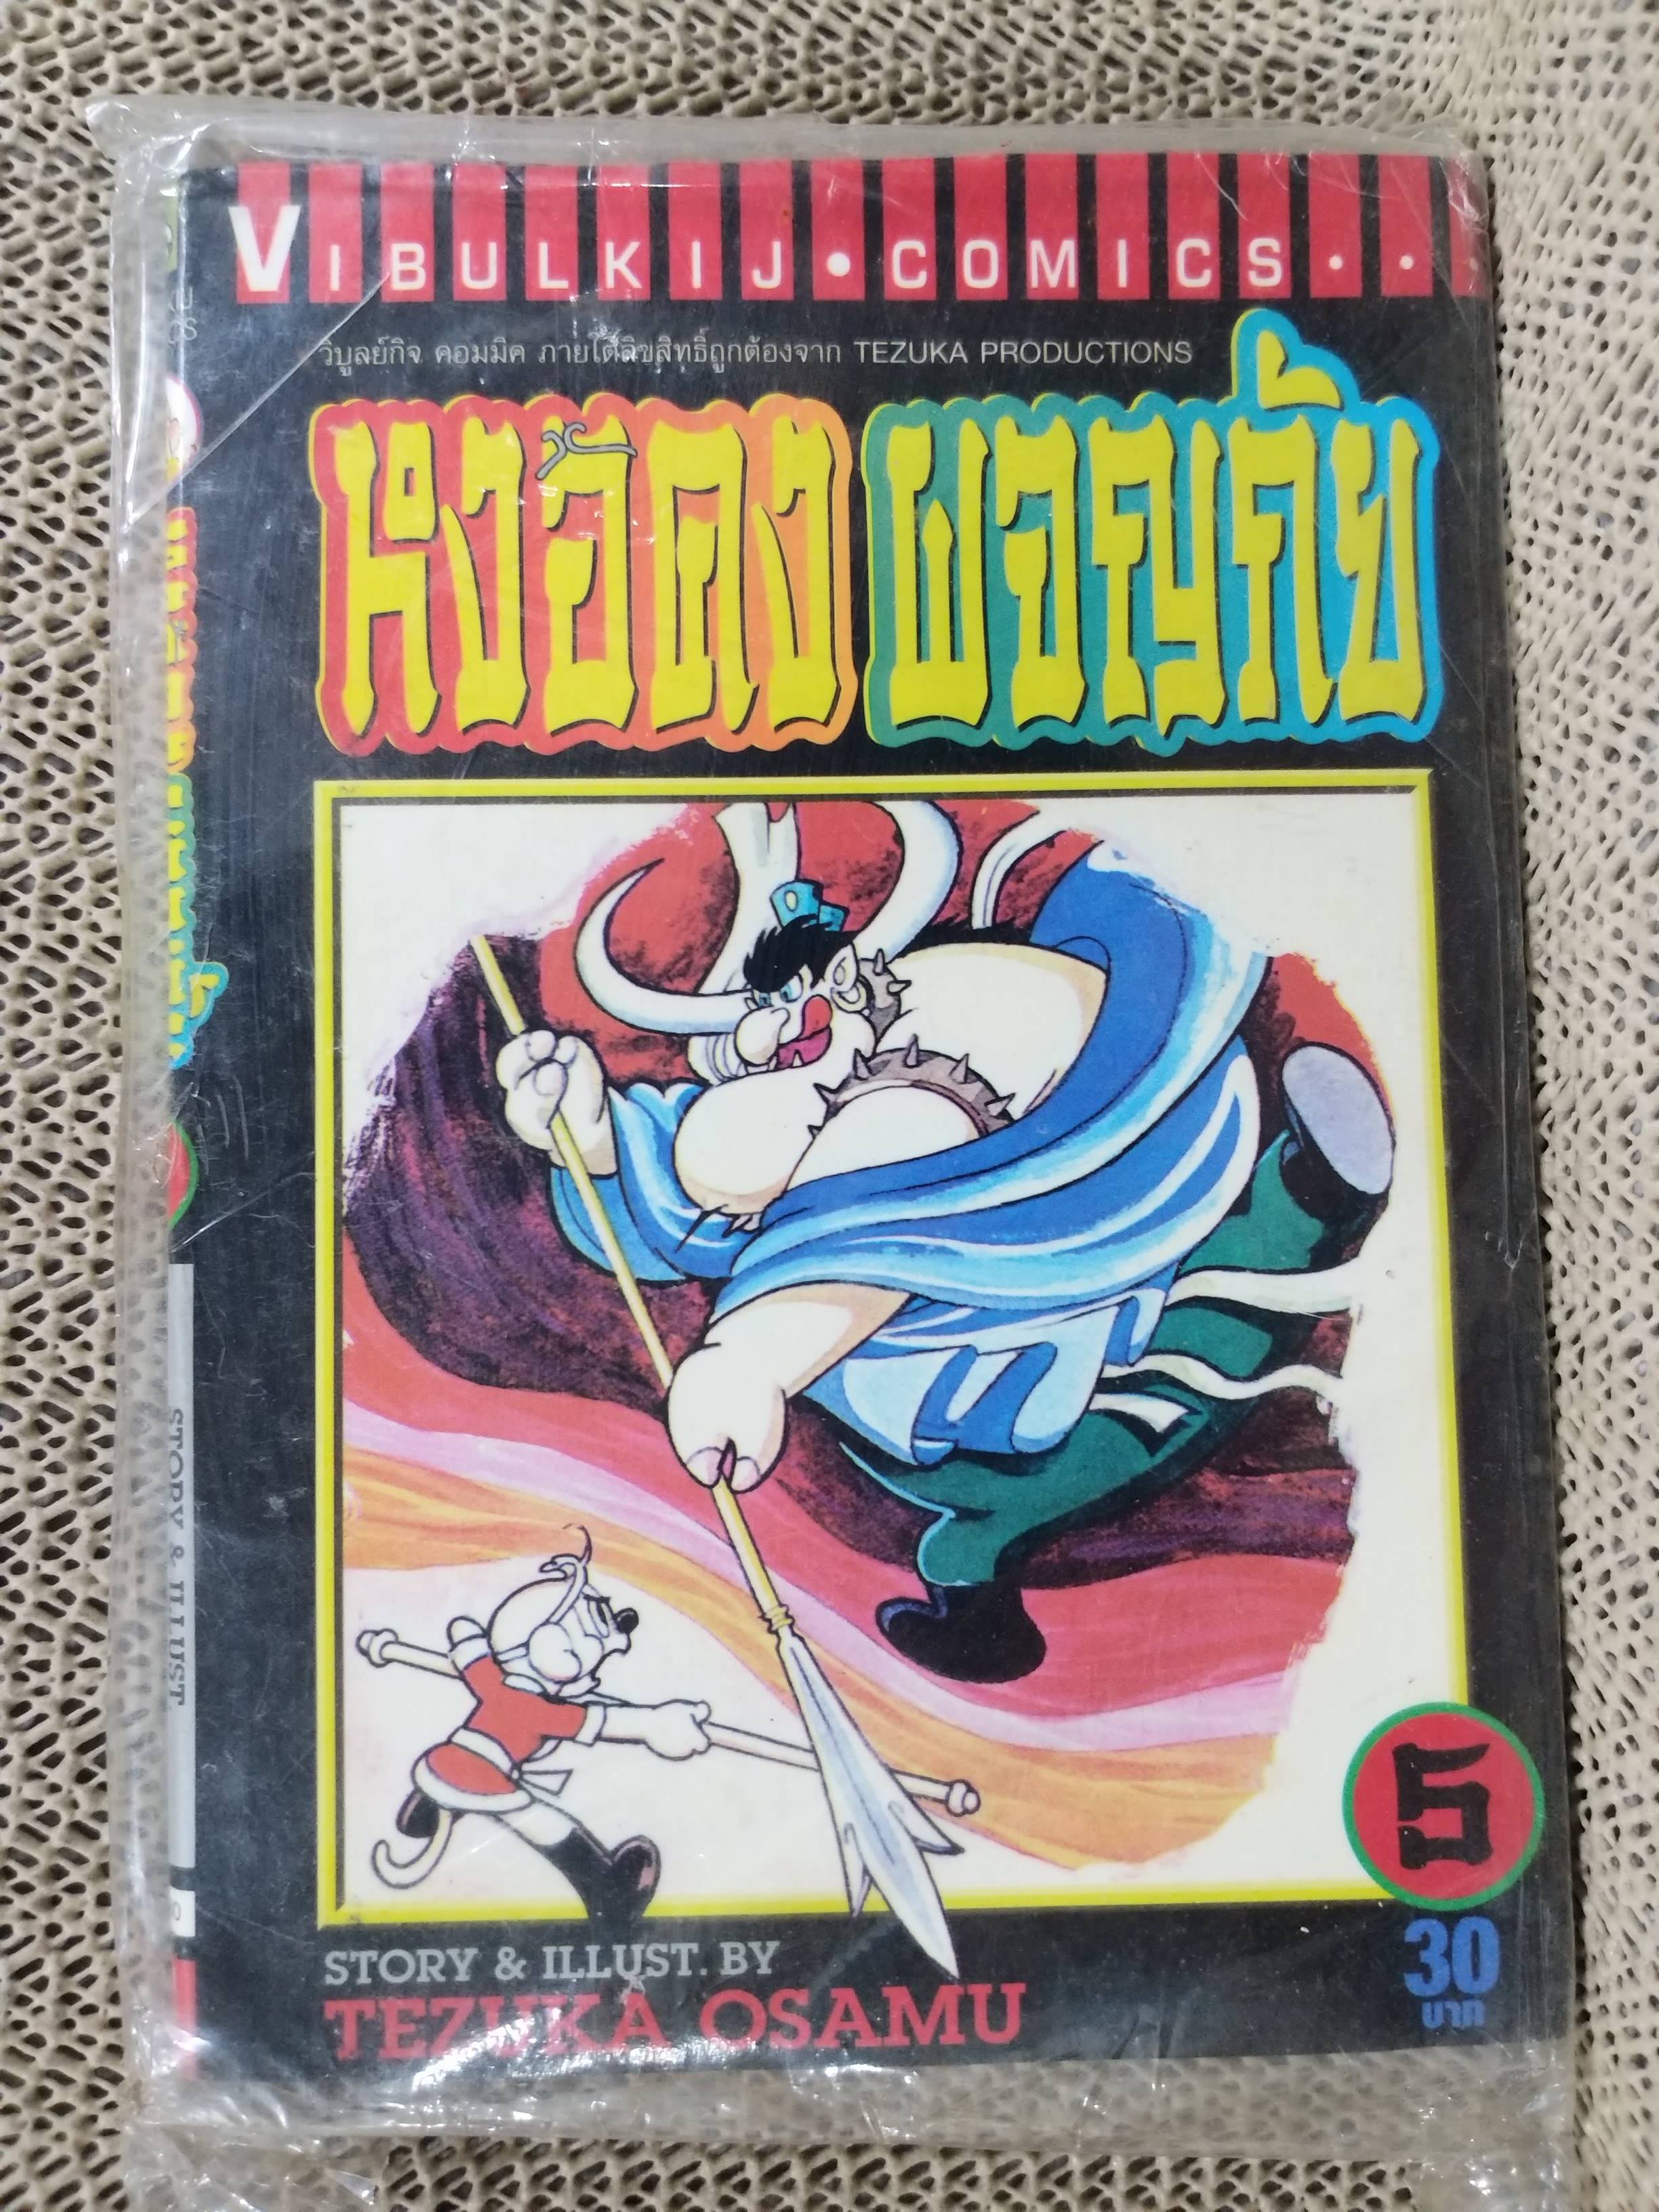 VIBULKIJ•COMICS • • •
วิบูลย์กิจ คอมมิค ภายใต้ลิขสิทธิ์ถูกต้องจาก TEZUKA PRODUCTIONS
หงอคง ผจญภัย
5
30
บาท
STORY & ILLUST. BY
TEZUKA OSAMU
STORY & ILLUST